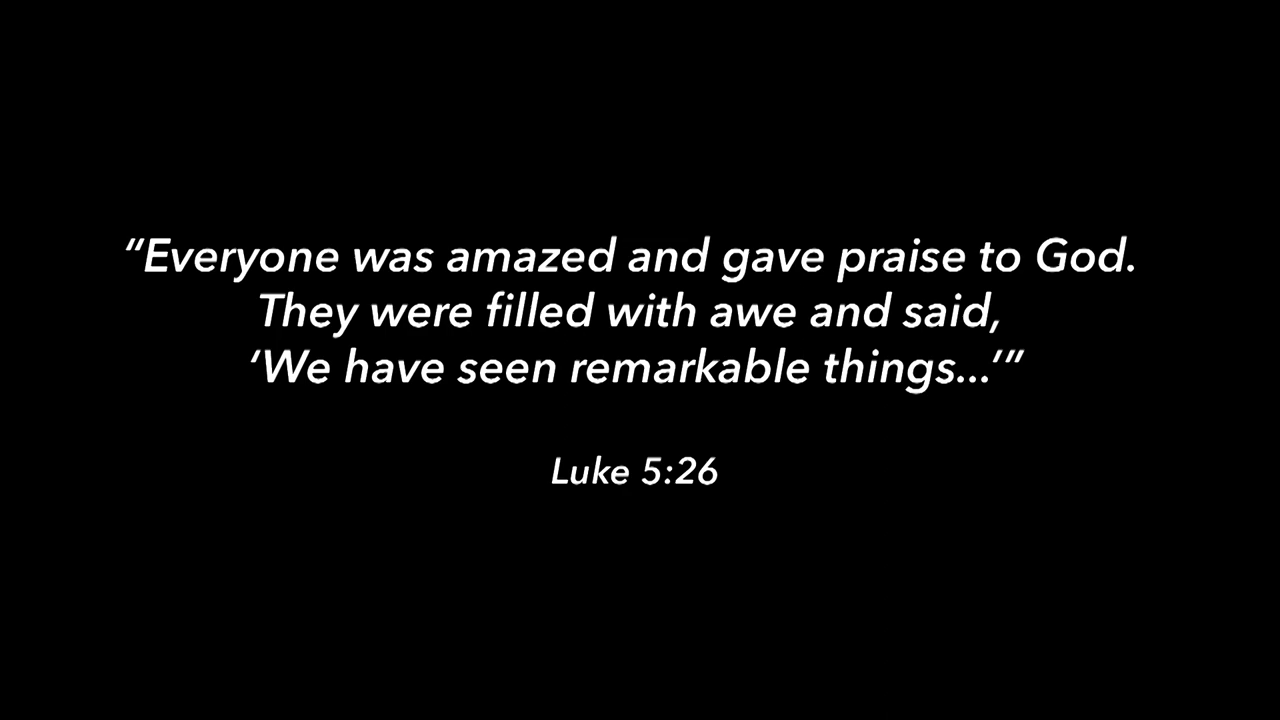 “Everyone was amazed and gave praise to God.
They were filled with awe and said,
‘We have seen remarkable things...’”
Luke 5:26